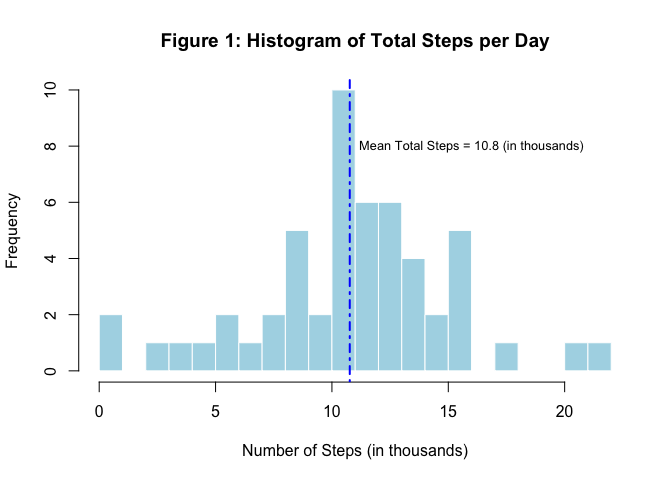 Figure 1: Histogram of Total Steps per Day
10
8
6
4
2
0
Frequency
Mean Total Steps = 10.8 (in thousands)
0 5 10 15 20
Number of Steps (in thousands)